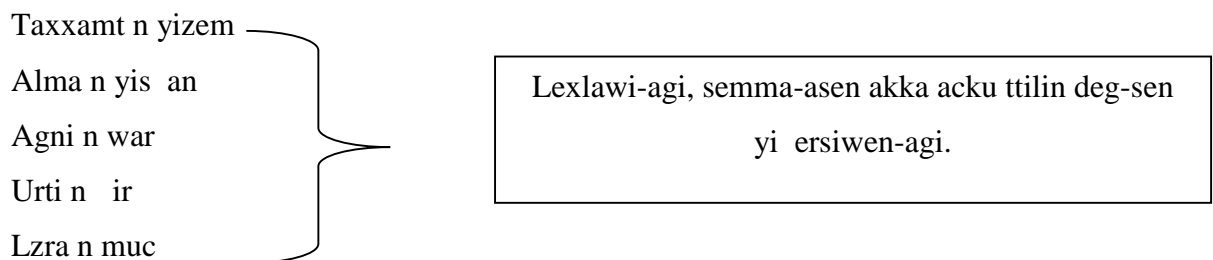 Taxxamt n yizem
Alma n yis an
Agni n war
Urti n ir
Lzra n muc
Lexlawi-agi, semma-asen akka acku ttilin deg-sen
yi ersiwen-agi.